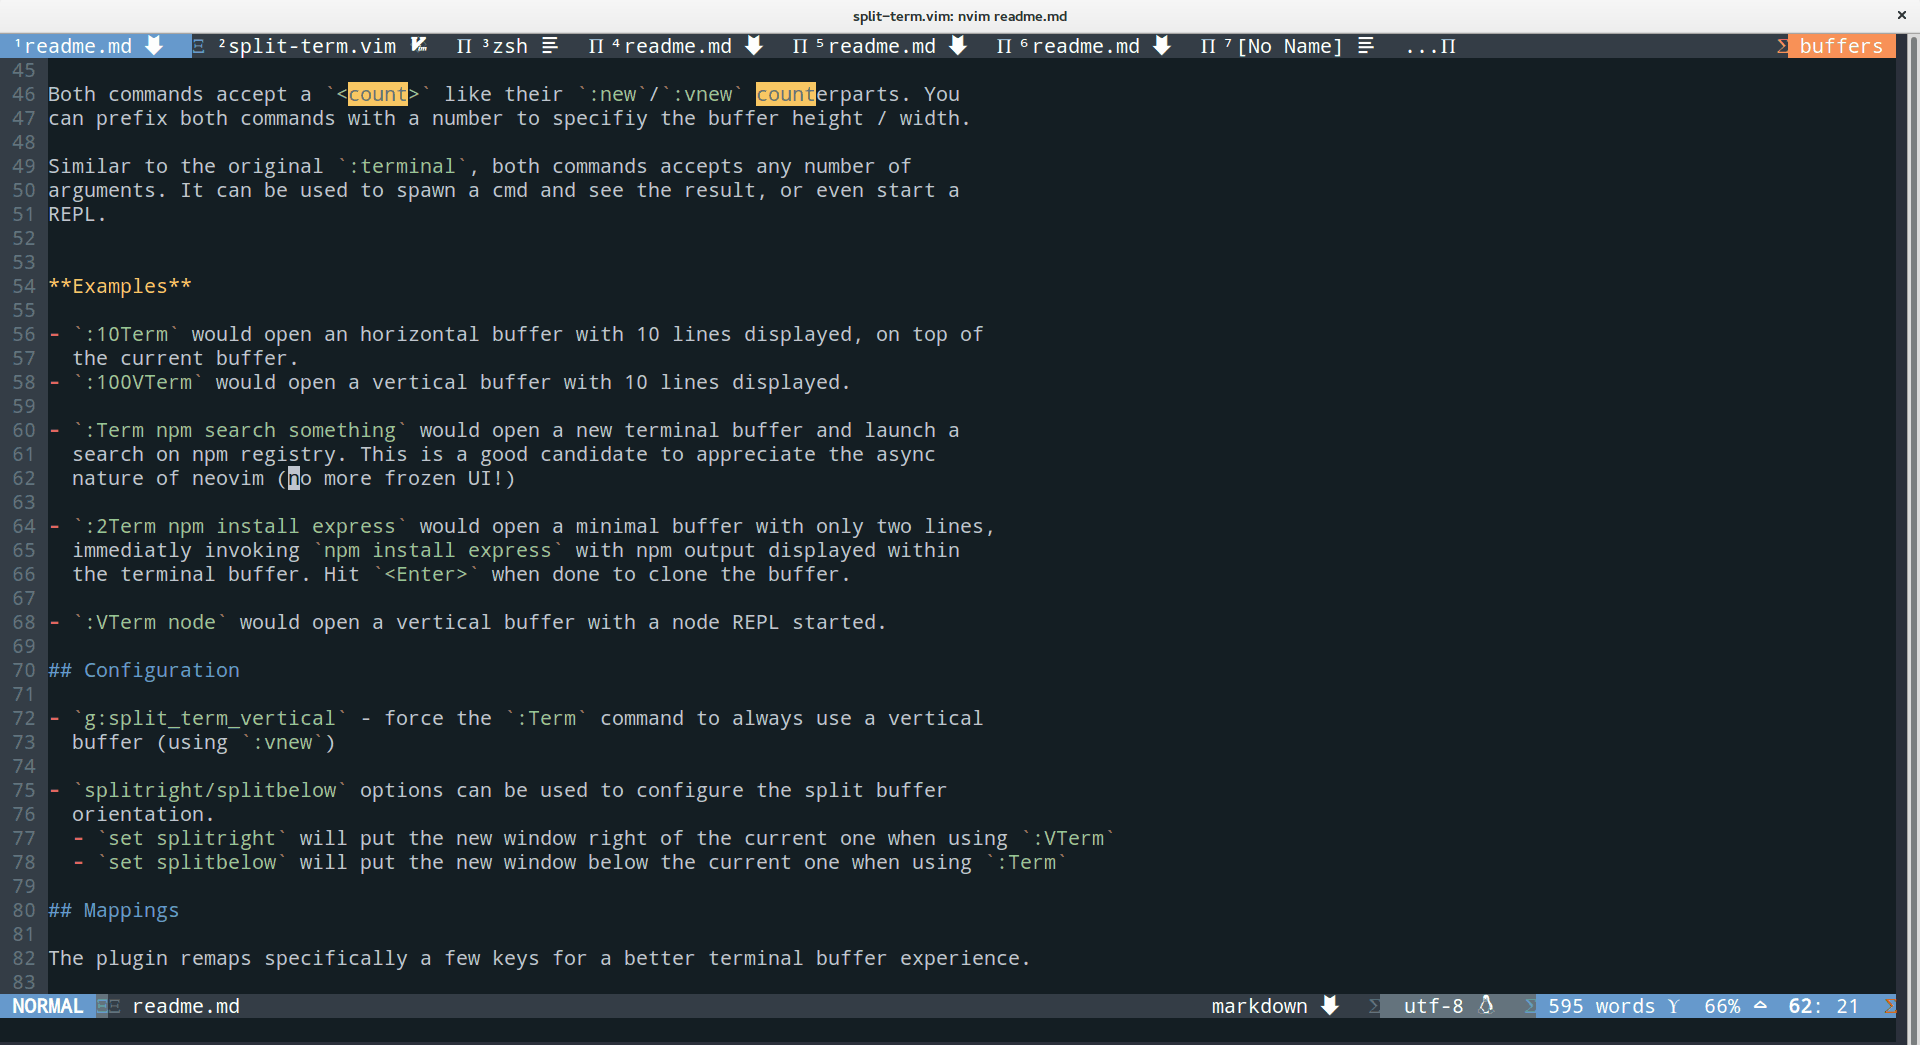 split-term.vim: nvim readme.md ×
¹readme.md Ξ ²split-term.vim Π ³zsh Π ⁴readme.md Π ⁵readme.md Π ⁶readme.md Π ⁷[No Name] ...Π Σ buffers
45
46 Both commands accept a `<count>` like their `:new`/`:vnew` counterparts. You
47 can prefix both commands with a number to specifiy the buffer height / width.
48
49 Similar to the original `:terminal`, both commands accepts any number of
50 arguments. It can be used to spawn a cmd and see the result, or even start a
51 REPL.
52
53
54 **Examples**
55
56 - `:10Term` would open an horizontal buffer with 10 lines displayed, on top of
57   the current buffer.
58 - `:100VTerm` would open a vertical buffer with 10 lines displayed.
59
60 - `:Term npm search something` would open a new terminal buffer and launch a
61   search on npm registry. This is a good candidate to appreciate the async
62   nature of neovim (no more frozen UI!)
63
64 - `:2Term npm install express` would open a minimal buffer with only two lines,
65   immediatly invoking `npm install express` with npm output displayed within
66   the terminal buffer. Hit `<Enter>` when done to clone the buffer.
67
68 - `:VTerm node` would open a vertical buffer with a node REPL started.
69
70 ## Configuration
71
72 - `g:split_term_vertical` - force the `:Term` command to always use a vertical
73   buffer (using `:vnew`)
74
75 - `splitright/splitbelow` options can be used to configure the split buffer
76   orientation.
77   - `set splitright` will put the new window right of the current one when using `:VTerm`
78   - `set splitbelow` will put the new window below the current one when using `:Term`
79
80 ## Mappings
81
82 The plugin remaps specifically a few keys for a better terminal buffer experience.
83
NORMAL ΞΞ readme.md markdown Σ utf-8 Σ 595 words Υ 66% 62: 21 Σ